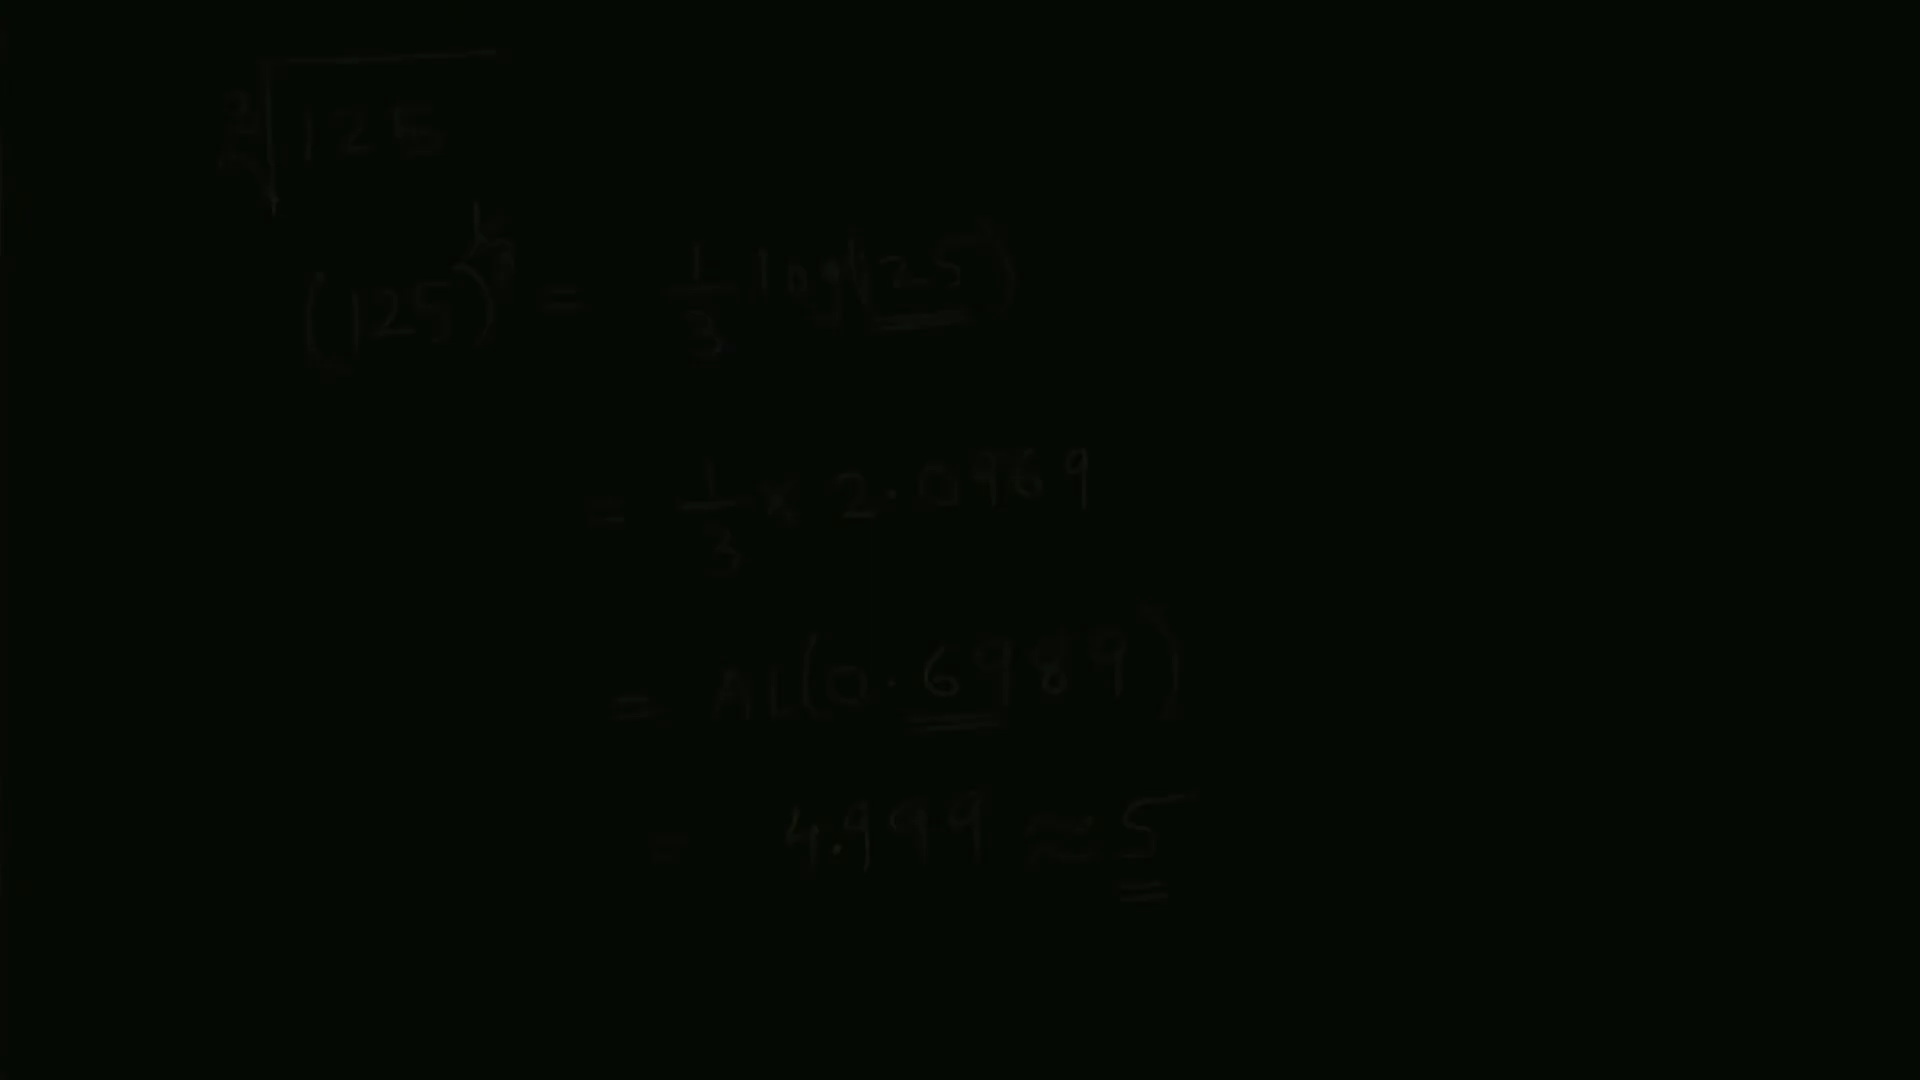 ∛125
(125)^1/3 = 1/3 log(125)
= 1/3 × 2.0969
= AL(0.6989)
= 4.999 ≈ 5